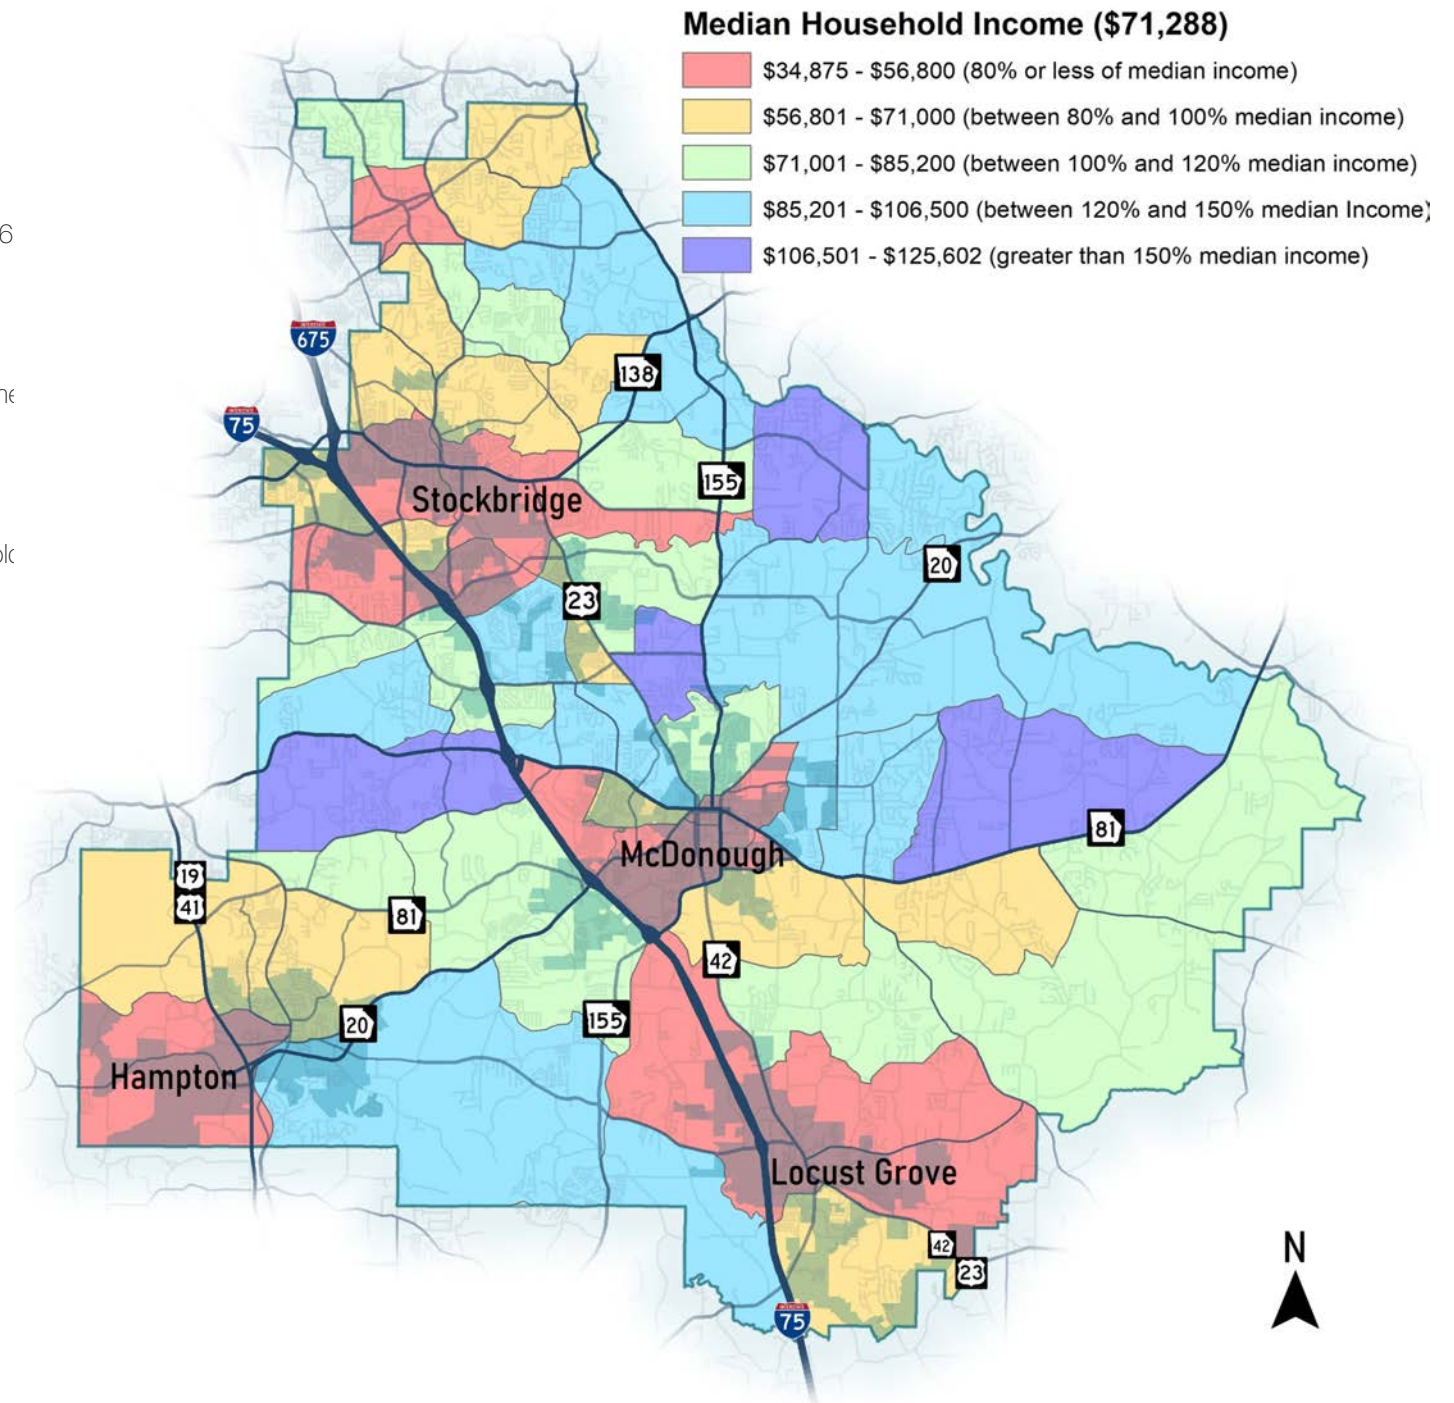 Median Household Income ($71,288)
$34,875 - $56,800 (80% or less of median income)
$56,801 - $71,000 (between 80% and 100% median income)
$71,001 - $85,200 (between 100% and 120% median income)
$85,201 - $106,500 (between 120% and 150% median Income)
$106,501 - $125,602 (greater than 150% median income)
6
675
138
75
155
Stockbridge
20
23
81
McDonough
19
41
81
42
20
155
Hampton
Locust Grove
42
23
N
75